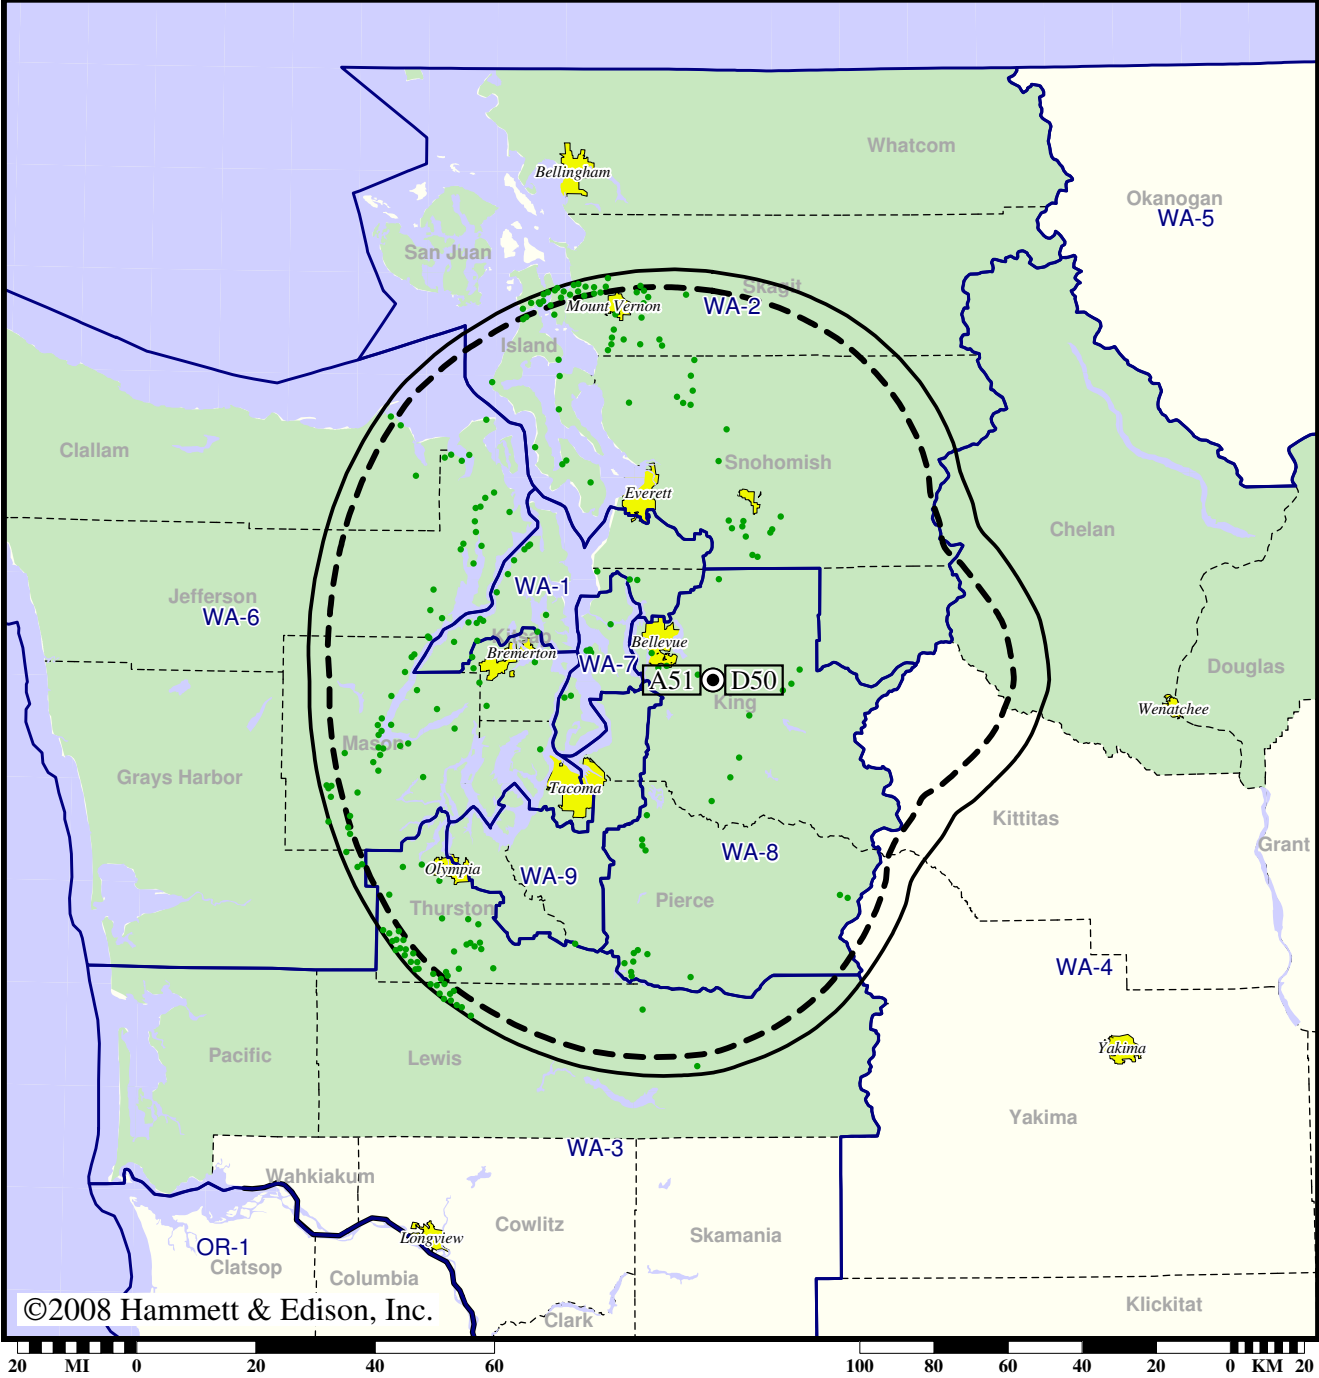 Whatcom
Bellingham
Okanogan
WA-5
San Juan
Skagit
WA-2
Mount Vernon
Island
Clallam
Snohomish
Everett
Chelan
WA-1
Jefferson
WA-6
Kitsap
Bellevue
Bremerton
WA-7
Douglas
A51
D50
King
Wenatchee
Mason
Grays Harbor
Tacoma
Kittitas
Grant
WA-8
Olympia
WA-9
Pierce
Thurston
WA-4
Yakima
Pacific
Lewis
Yakima
WA-3
Wahkiakum
Cowlitz
Skamania
Longview
OR-1
Clatsop
Columbia
Klickitat
©2008 Hammett & Edison, Inc.
Clark
20 MI 0 20 40 60 100 80 60 40 20 0 KM 20